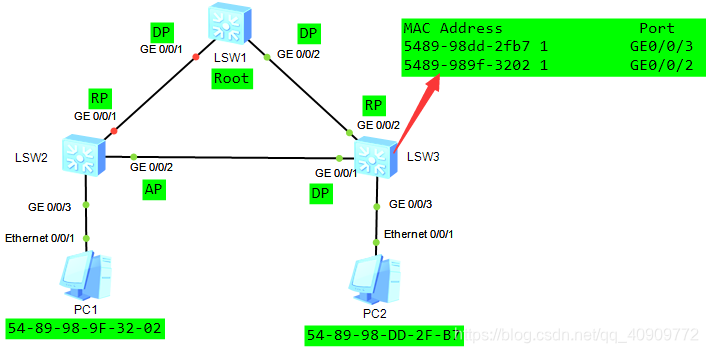 DP
DP
MAC Address Port
GE 0/0/1
GE 0/0/2
5489-98dd-2fb7 1 GE0/0/3
LSW1
5489-989f-3202 1 GE0/0/2
Root
RP
RP
GE 0/0/1
GE 0/0/2
LSW2
LSW3
GE 0/0/2
GE 0/0/1
AP
DP
GE 0/0/3
GE 0/0/3
Ethernet 0/0/1
Ethernet 0/0/1
PC1
PC2
54-89-98-9F-32-02
54-89-98-DD-2F-B7
https://blog.csdn.net/qq_40909772